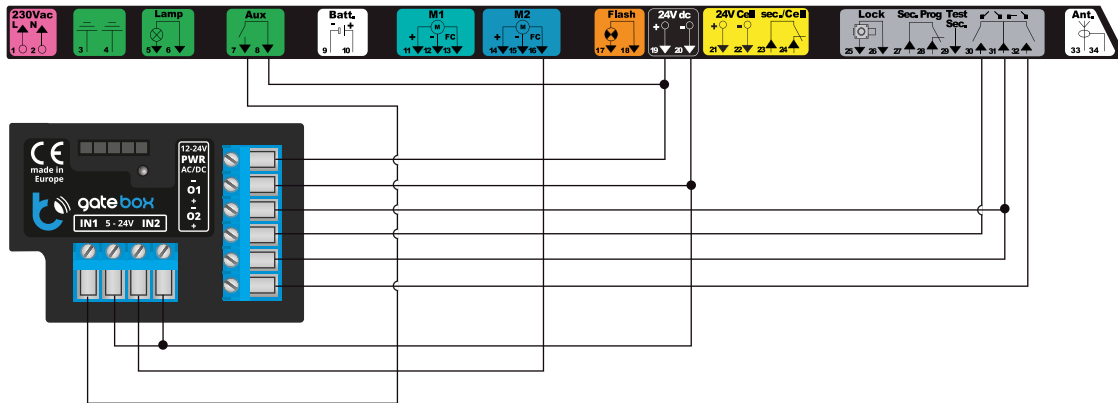 230Vac Lamp Aux Batt. M1 M2 Flash 24V dc 24V Cell sec./Cell Lock Sec. Prog Test Sec. Ant.
L N - + + M FC + M FC + - + -
1 2 3 4 5 6 7 8 9 10 11 12 13 14 15 16 17 18 19 20 21 22 23 24 25 26 27 28 29 30 31 32 33 34
- -
CE
made in
Europe
gatebox
IN1 5 - 24V IN2
12-24V
PWR
AC/DC
-
O1
+
-
O2
+